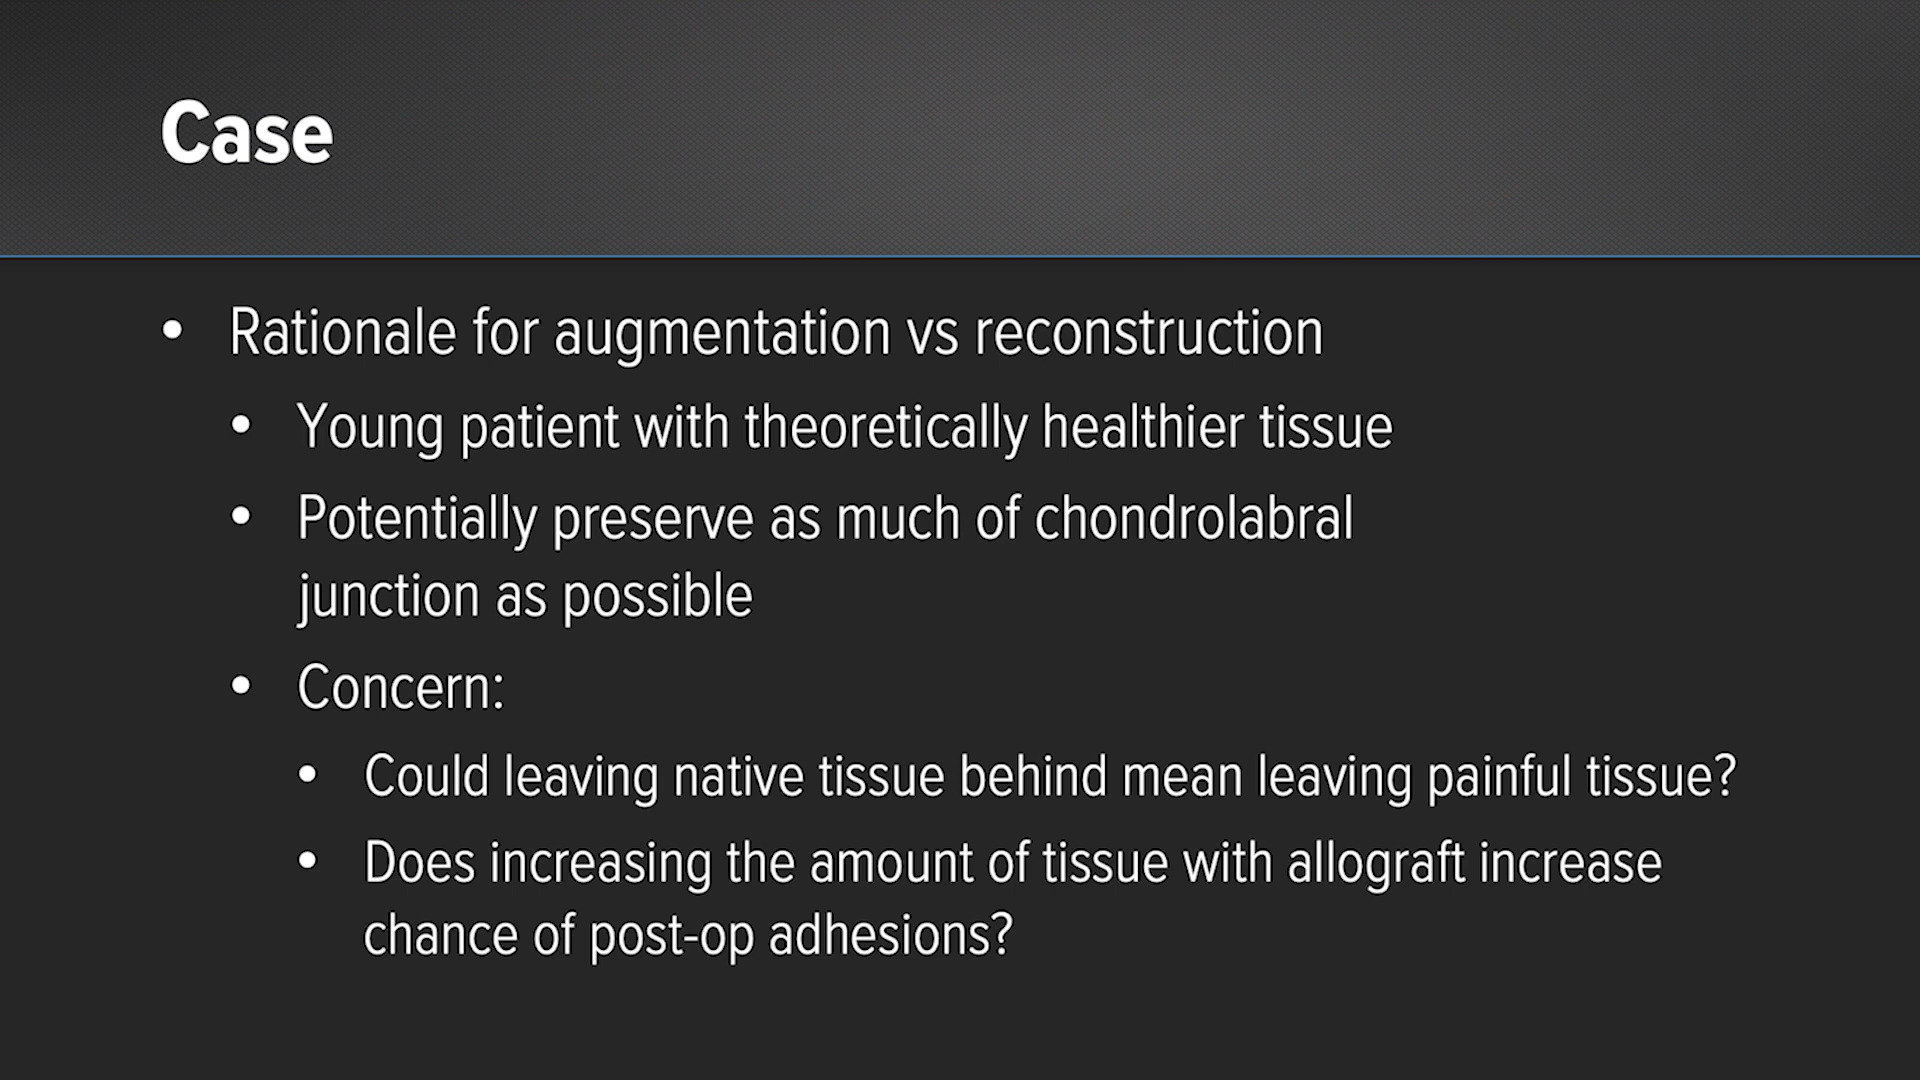 Case
• Rationale for augmentation vs reconstruction
• Young patient with theoretically healthier tissue
• Potentially preserve as much of chondrolabral
junction as possible
• Concern:
• Could leaving native tissue behind mean leaving painful tissue?
• Does increasing the amount of tissue with allograft increase
chance of post-op adhesions?